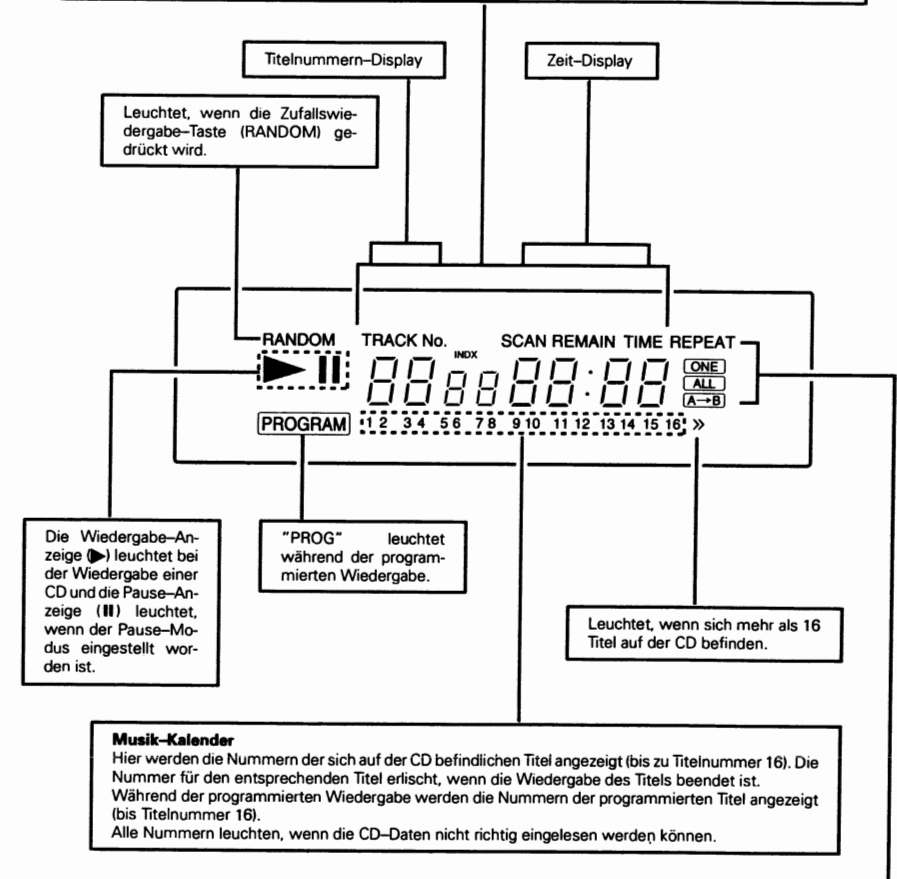 Titelnummern–Display
Zeit–Display
Leuchtet, wenn die Zufallswie-
dergabe–Taste (RANDOM) ge-
drückt wird.
RANDOM TRACK No. SCAN REMAIN TIME REPEAT
INDX
▶ II 88 88 88:88 ONE
ALL
A→B
PROGRAM 1 2 3 4 5 6 7 8 9 10 11 12 13 14 15 16 »
Die Wiedergabe–An-
zeige (▶) leuchtet bei
der Wiedergabe einer
CD und die Pause–An-
zeige (II) leuchtet,
wenn der Pause–Mo-
dus eingestellt wor-
den ist.
"PROG" leuchtet
während der program-
mierten Wiedergabe.
Leuchtet, wenn sich mehr als 16
Titel auf der CD befinden.
Musik–Kalender
Hier werden die Nummern der sich auf der CD befindlichen Titel angezeigt (bis zu Titelnummer 16). Die
Nummer für den entsprechenden Titel erlischt, wenn die Wiedergabe des Titels beendet ist.
Während der programmierten Wiedergabe werden die Nummern der programmierten Titel angezeigt
(bis Titelnummer 16).
Alle Nummern leuchten, wenn die CD–Daten nicht richtig eingelesen werden können.